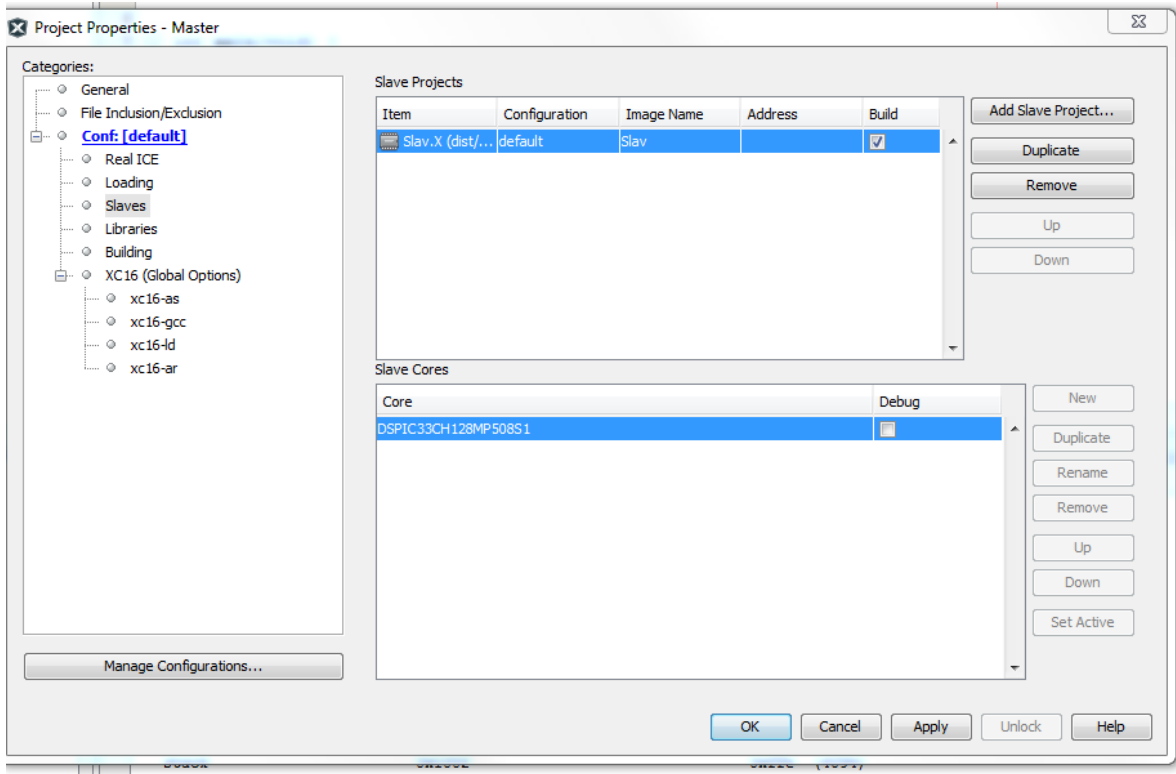 Project Properties - Master
Categories:
General
File Inclusion/Exclusion
Conf: [default]
Real ICE
Loading
Slaves
Libraries
Building
XC16 (Global Options)
xc16-as
xc16-gcc
xc16-ld
xc16-ar
Manage Configurations...
Slave Projects
Item Configuration Image Name Address Build
Slav.X (dist/... default Slav
Add Slave Project...
Duplicate
Remove
Up
Down
Slave Cores
Core Debug
DSPIC33CH128MP508S1
New
Duplicate
Rename
Remove
Up
Down
Set Active
OK Cancel Apply Unlock Help